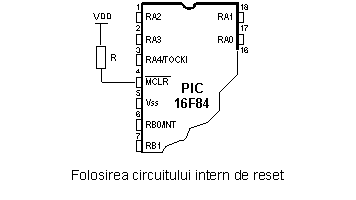 VDD
R
1 RA2
2 RA3
3 RA4/TOCKI
4 MCLR
5 Vss
6 RB0/INT
7 RB1
RA1 18
RA0 17
16
PIC
16F84
Folosirea circuitului intern de reset